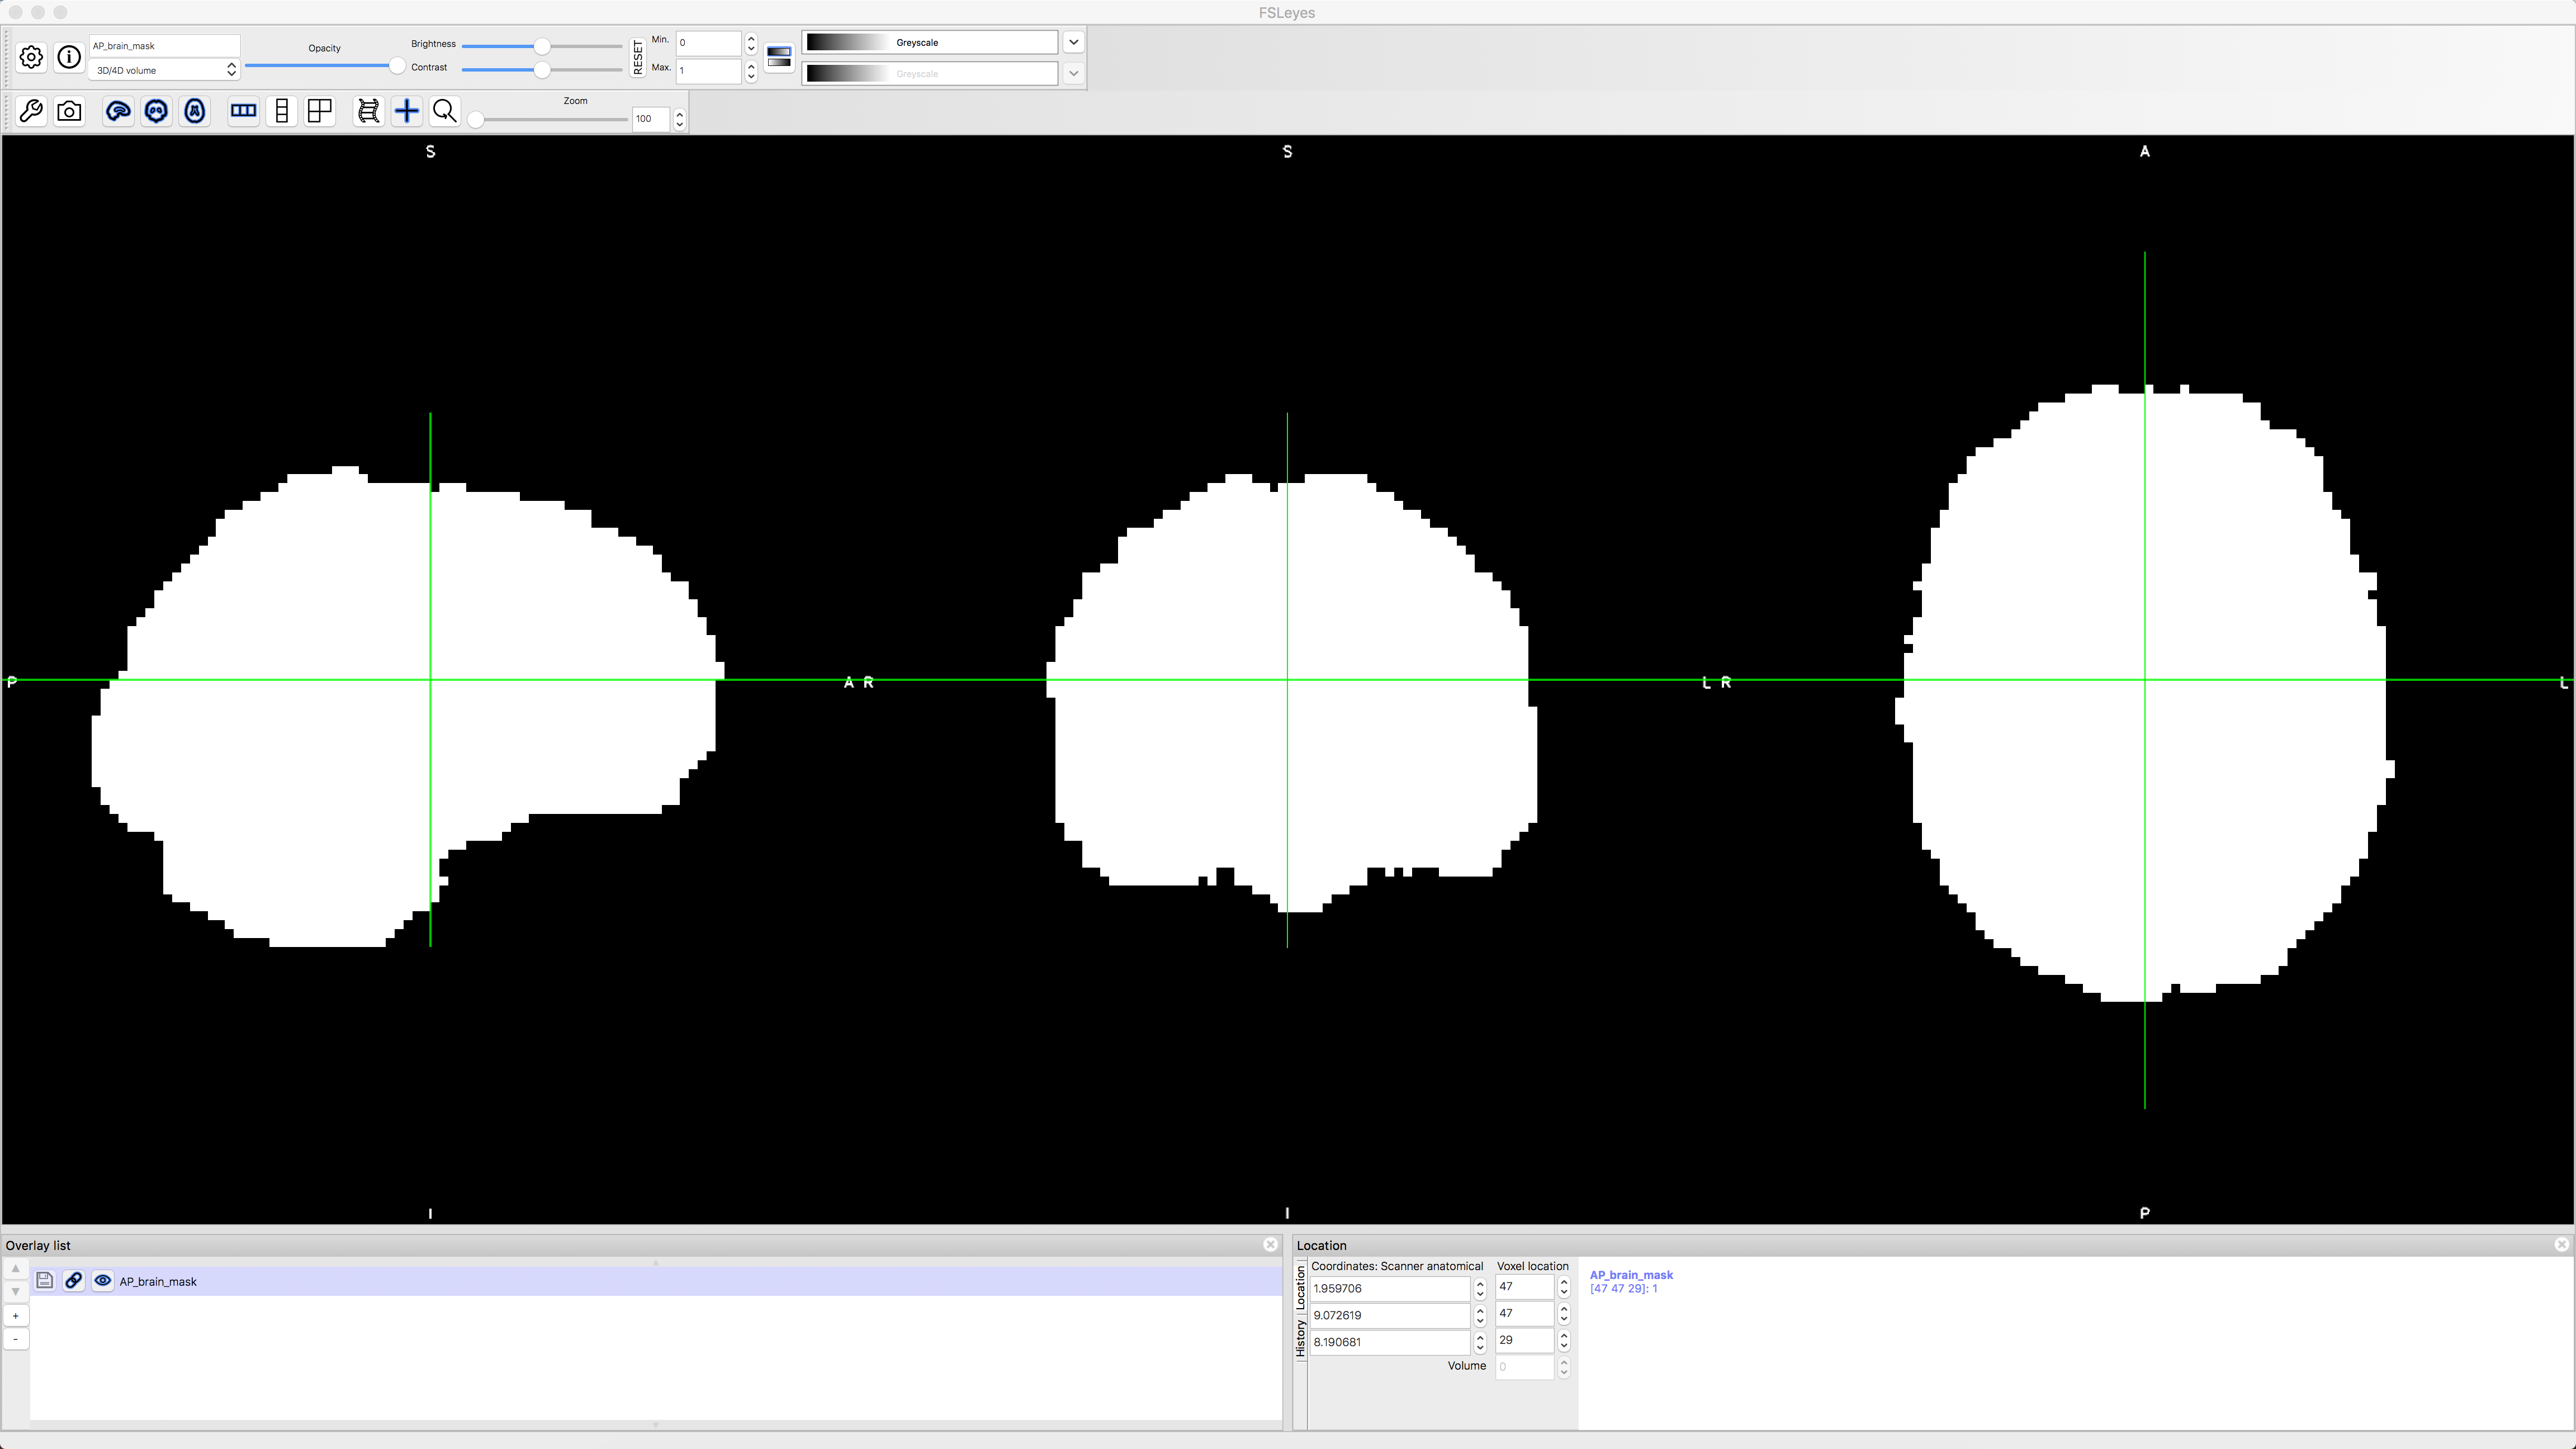 FSLeyes
AP_brain_mask
3D/4D volume
Opacity
Brightness
Contrast
RESET
Min.
0
Max.
1
Greyscale
Greyscale
Zoom
100
S
S
A
P
A R
L R
L
I
I
P
Overlay list
AP_brain_mask
+
-
Location
Location
History
Coordinates: Scanner anatomical
Voxel location
1.959706
47
9.072619
47
8.190681
29
Volume
0
AP_brain_mask
[47 47 29]: 1